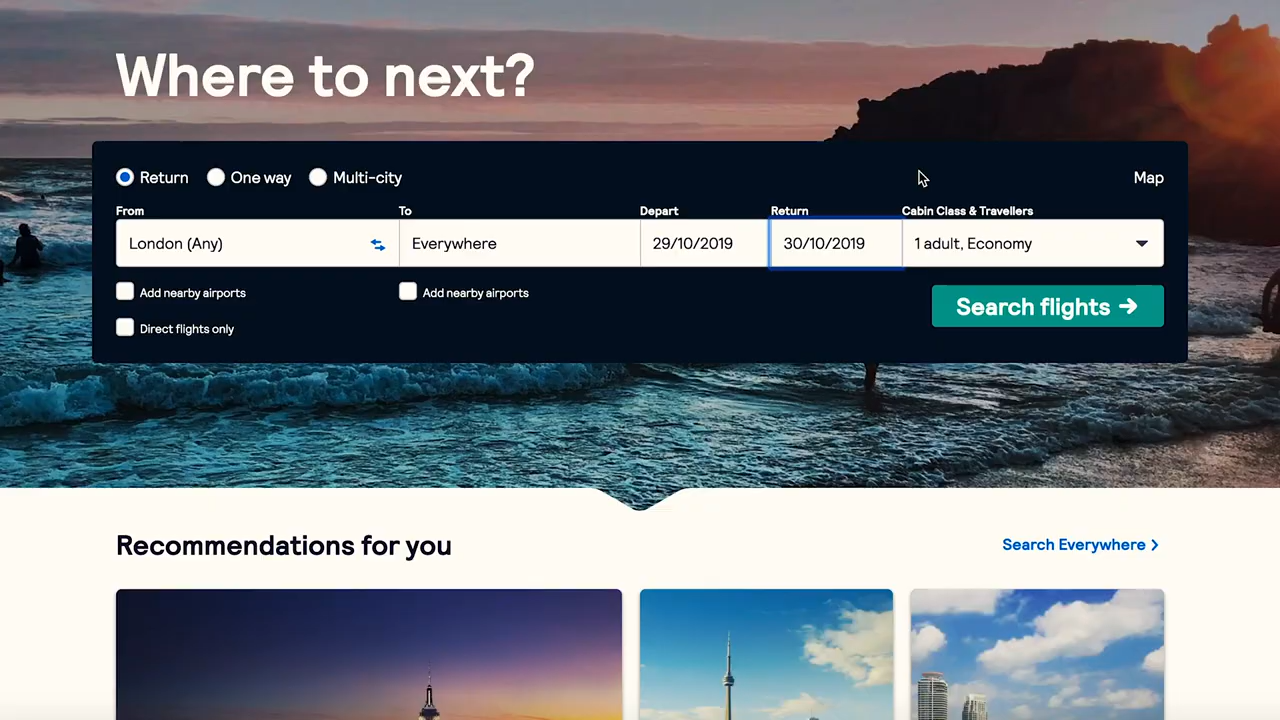 Where to next?
Return One way Multi-city Map
From To Depart Return Cabin Class & Travellers
London (Any) Everywhere 29/10/2019 30/10/2019 1 adult, Economy
Add nearby airports Add nearby airports
Search flights
Direct flights only
Recommendations for you
Search Everywhere